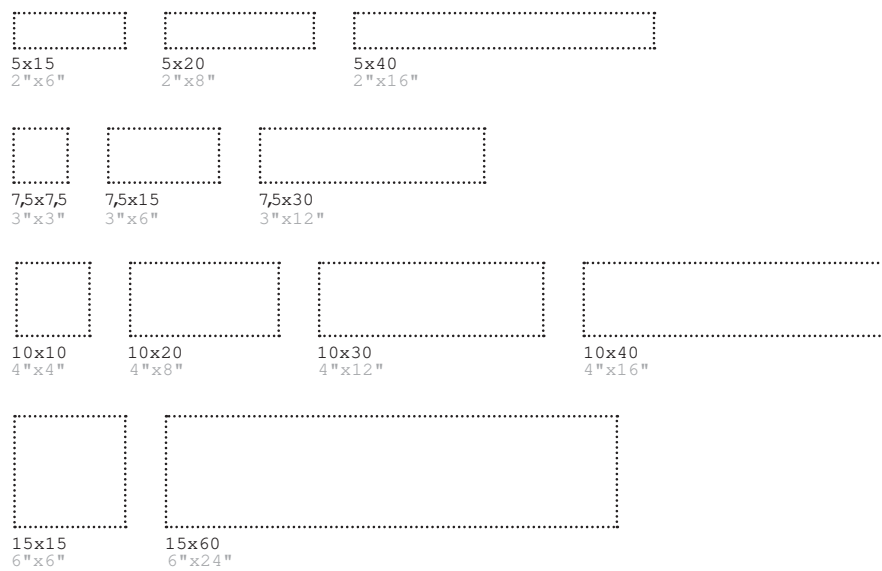 5x15 5x20 5x40
2"x6" 2"x8" 2"x16"
7,5x7,5 7,5x15 7,5x30
3"x3" 3"x6" 3"x12"
10x10 10x20 10x30 10x40
4"x4" 4"x8" 4"x12" 4"x16"
15x15 15x60
6"x6" 6"x24"